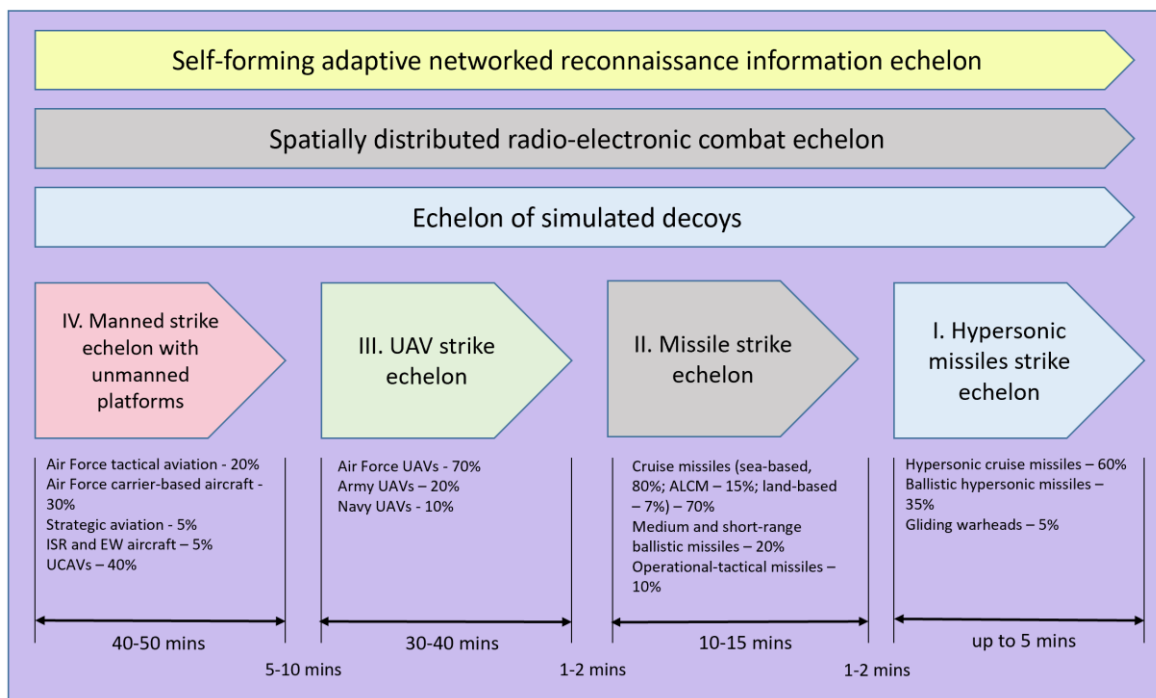 Self-forming adaptive networked reconnaissance information echelon
Spatially distributed radio-electronic combat echelon
Echelon of simulated decoys
IV. Manned strike
echelon with
unmanned
platforms
III. UAV strike
echelon
II. Missile strike
echelon
I. Hypersonic
missiles strike
echelon
Air Force tactical aviation - 20%
Air Force carrier-based aircraft -
30%
Strategic aviation - 5%
ISR and EW aircraft – 5%
UCAVs – 40%
Air Force UAVs - 70%
Army UAVs – 20%
Navy UAVs - 10%
Cruise missiles (sea-based,
80%; ALCM – 15%; land-based
– 7%) – 70%
Medium and short-range
ballistic missiles – 20%
Operational-tactical missiles –
10%
Hypersonic cruise missiles – 60%
Ballistic hypersonic missiles –
35%
Gliding warheads – 5%
40-50 mins
30-40 mins
10-15 mins
up to 5 mins
5-10 mins
1-2 mins
1-2 mins